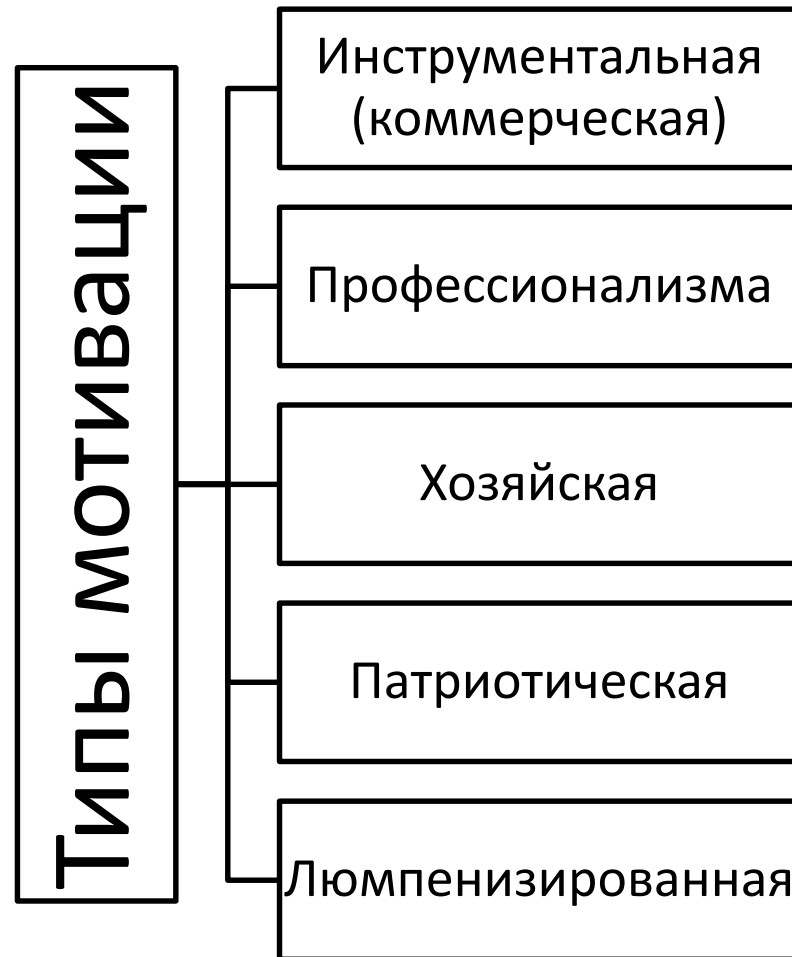 Типы мотивации
Инструментальная
(коммерческая)
Профессионализма
Хозяйская
Патриотическая
Люмпенизированная